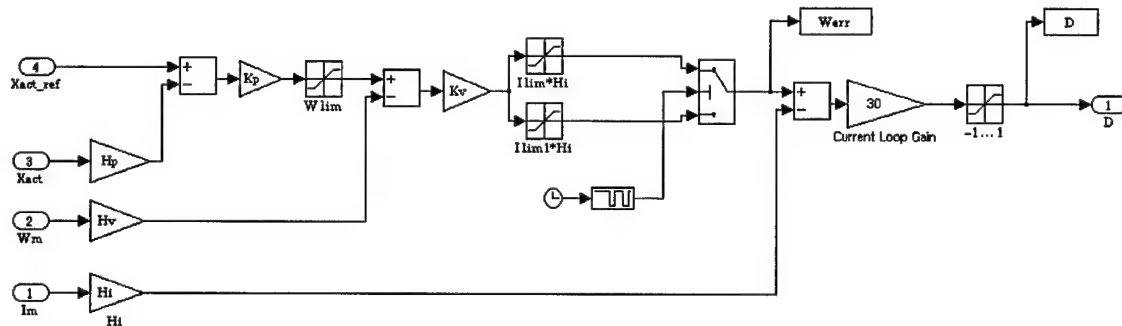 Werr
D
4
Xact_ref
+
−
Kp
W lim
+
−
Kv
Ilim*Hi
Ilim1*Hi
+
−
30
Current Loop Gain
-1...1
1
D
3
Xact
Hp
2
Wm
Hv
1
Im
Hi
Hi